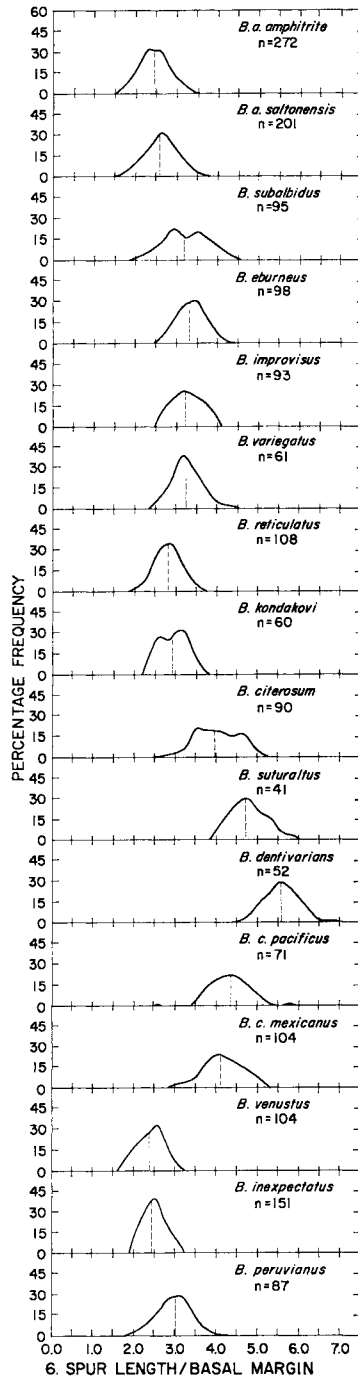 60
45
30
15
0
B. a. amphitrite
n=272
45
30
15
0
B. a. saltonensis
n=201
45
30
15
0
B. subalbidus
n=95
45
30
15
0
B. eburneus
n=98
45
30
15
0
B. improvisus
n=93
45
30
15
0
B. variegatus
n=61
45
30
15
0
B. reticulatus
n=108
45
30
15
0
B. kondakovi
n=60
45
30
15
0
B. citerosum
n=90
45
30
15
0
B. suturaltus
n=41
45
30
15
0
B. dentivarians
n=52
45
30
15
0
B. c. pacificus
n=71
45
30
15
0
B. c. mexicanus
n=104
45
30
15
0
B. venustus
n=104
45
30
15
0
B. inexpectatus
n=151
45
30
15
0
B. peruvianus
n=87
PERCENTAGE FREQUENCY
0.0 1.0 2.0 3.0 4.0 5.0 6.0 7.0
6. SPUR LENGTH/BASAL MARGIN